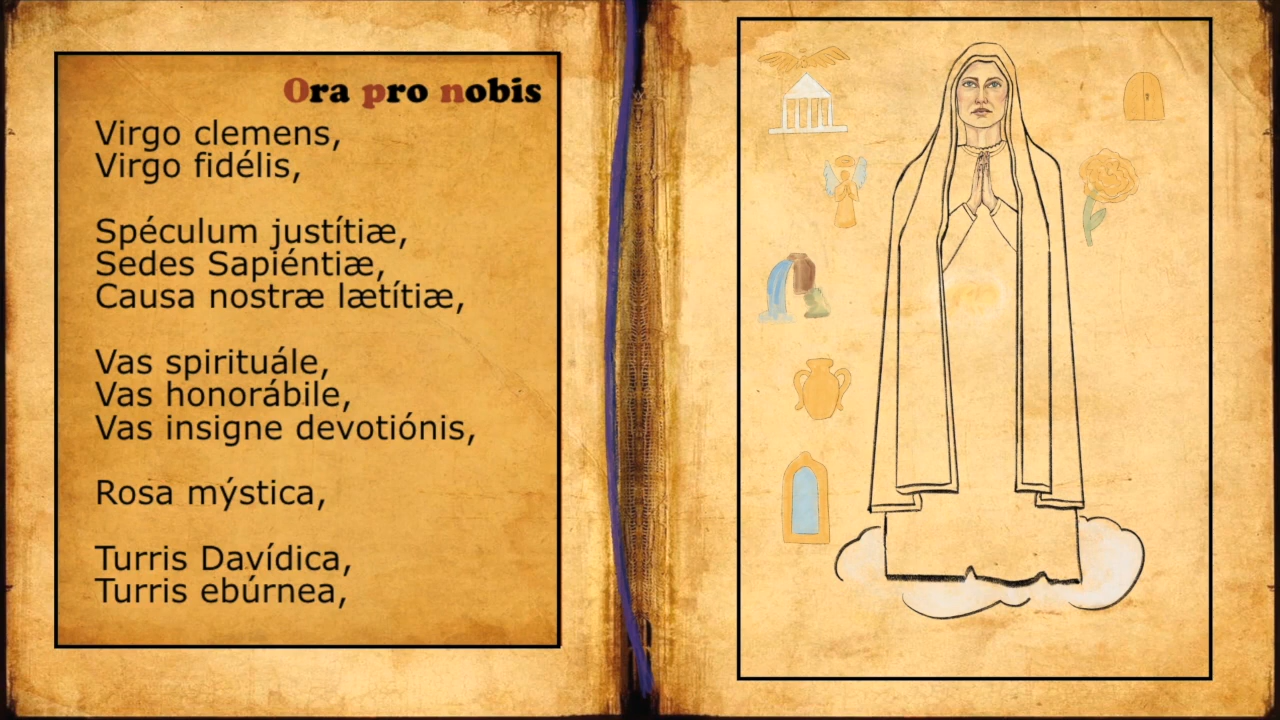 Ora pro nobis
Virgo clemens,
Virgo fidélis,
Spéculum justítiæ,
Sedes Sapiéntiæ,
Causa nostræ lætítiæ,
Vas spirituále,
Vas honorábile,
Vas insigne devotiónis,
Rosa mýstica,
Turris Davídica,
Turris ebúrnea,